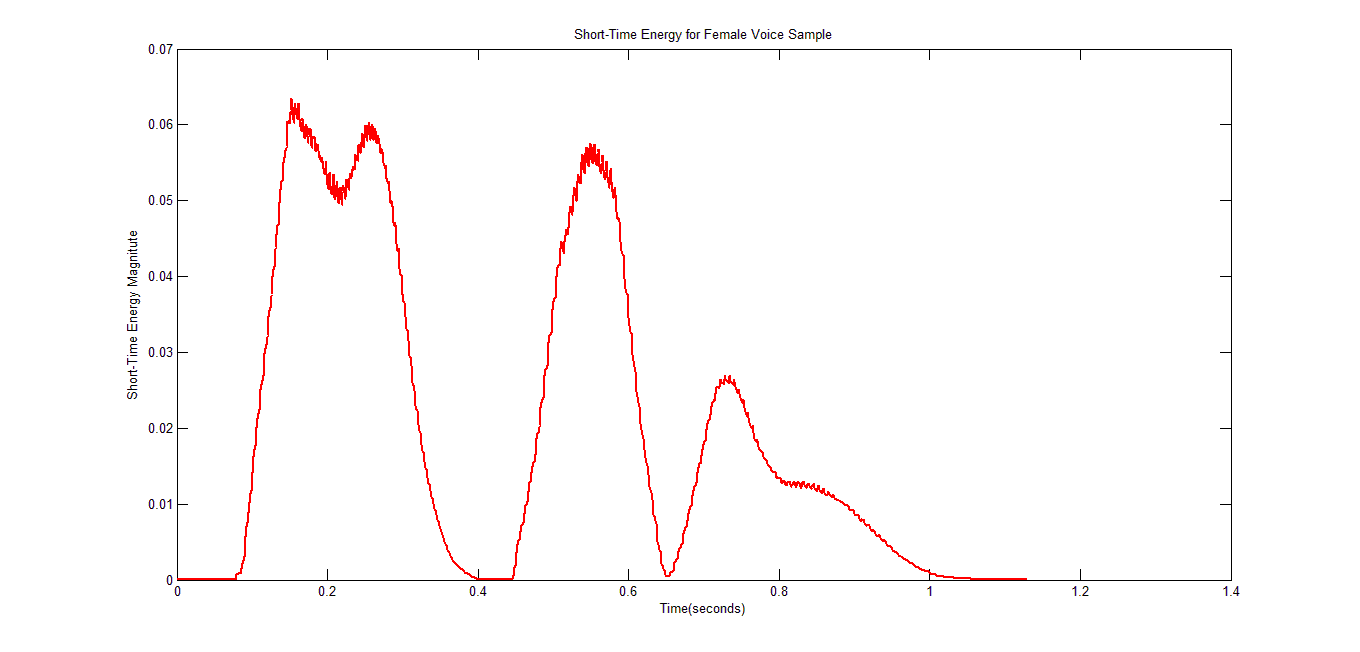 Short-Time Energy for Female Voice Sample
0.07
0.06
0.05
0.04
0.03
0.02
0.01
0
Short-Time Energy Magnitute
0 0.2 0.4 0.6 0.8 1 1.2 1.4
Time(seconds)